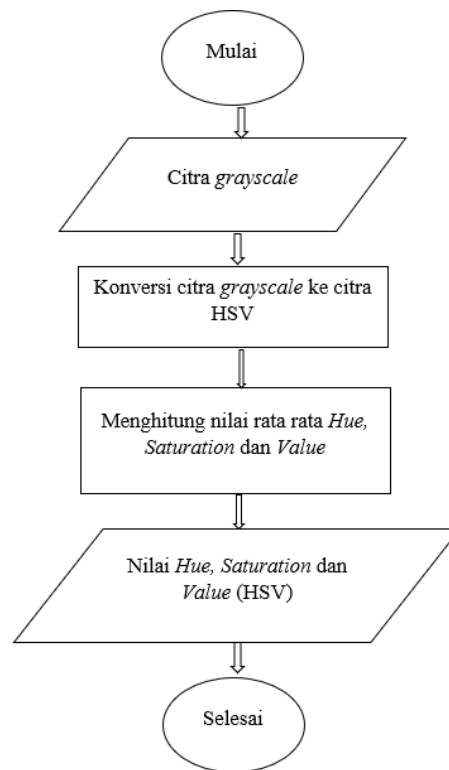 Mulai
Citra grayscale
Konversi citra grayscale ke citra
HSV
Menghitung nilai rata rata Hue,
Saturation dan Value
Nilai Hue, Saturation dan
Value (HSV)
Selesai